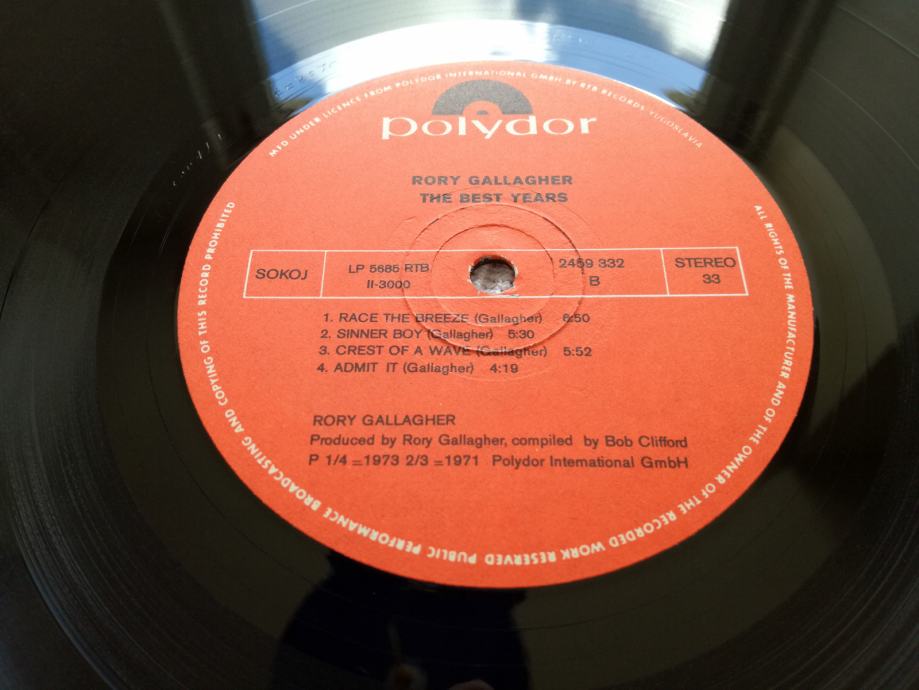 MFD UNDER LICENCE FROM POLYDOR INTERNATIONAL GMBH BY RTB RECORDS YUGOSLAVIA
polydor
RORY GALLAGHER
THE BEST YEARS
SOKOJ
LP 5685 RTB
II-3000
2459 332
B
STEREO
33
1. RACE THE BREEZE (Gallagher) 6:50
2. SINNER BOY (Gallagher) 5:30
3. CREST OF A WAVE (Gallagher) 5:52
4. ADMIT IT (Gallagher) 4:19
RORY GALLAGHER
Produced by Rory Gallagher, compiled by Bob Clifford
P 1/4 =1973 2/3 =1971 Polydor International GmbH
ALL RIGHTS OF THE MANUFACTURER AND OF THE OWNER OF THE RECORDED WORK RESERVED PUBLIC PERFORMANCE BROADCASTING AND COPYING OF THIS RECORD PROHIBITED